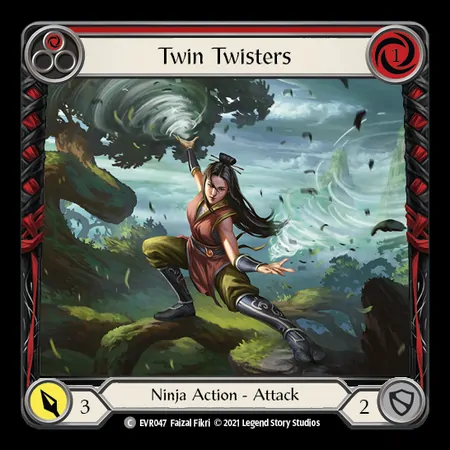 Twin Twisters
1
Ninja Action - Attack
3
2
C EVR047 Faizal Fikri © 2021 Legend Story Studios